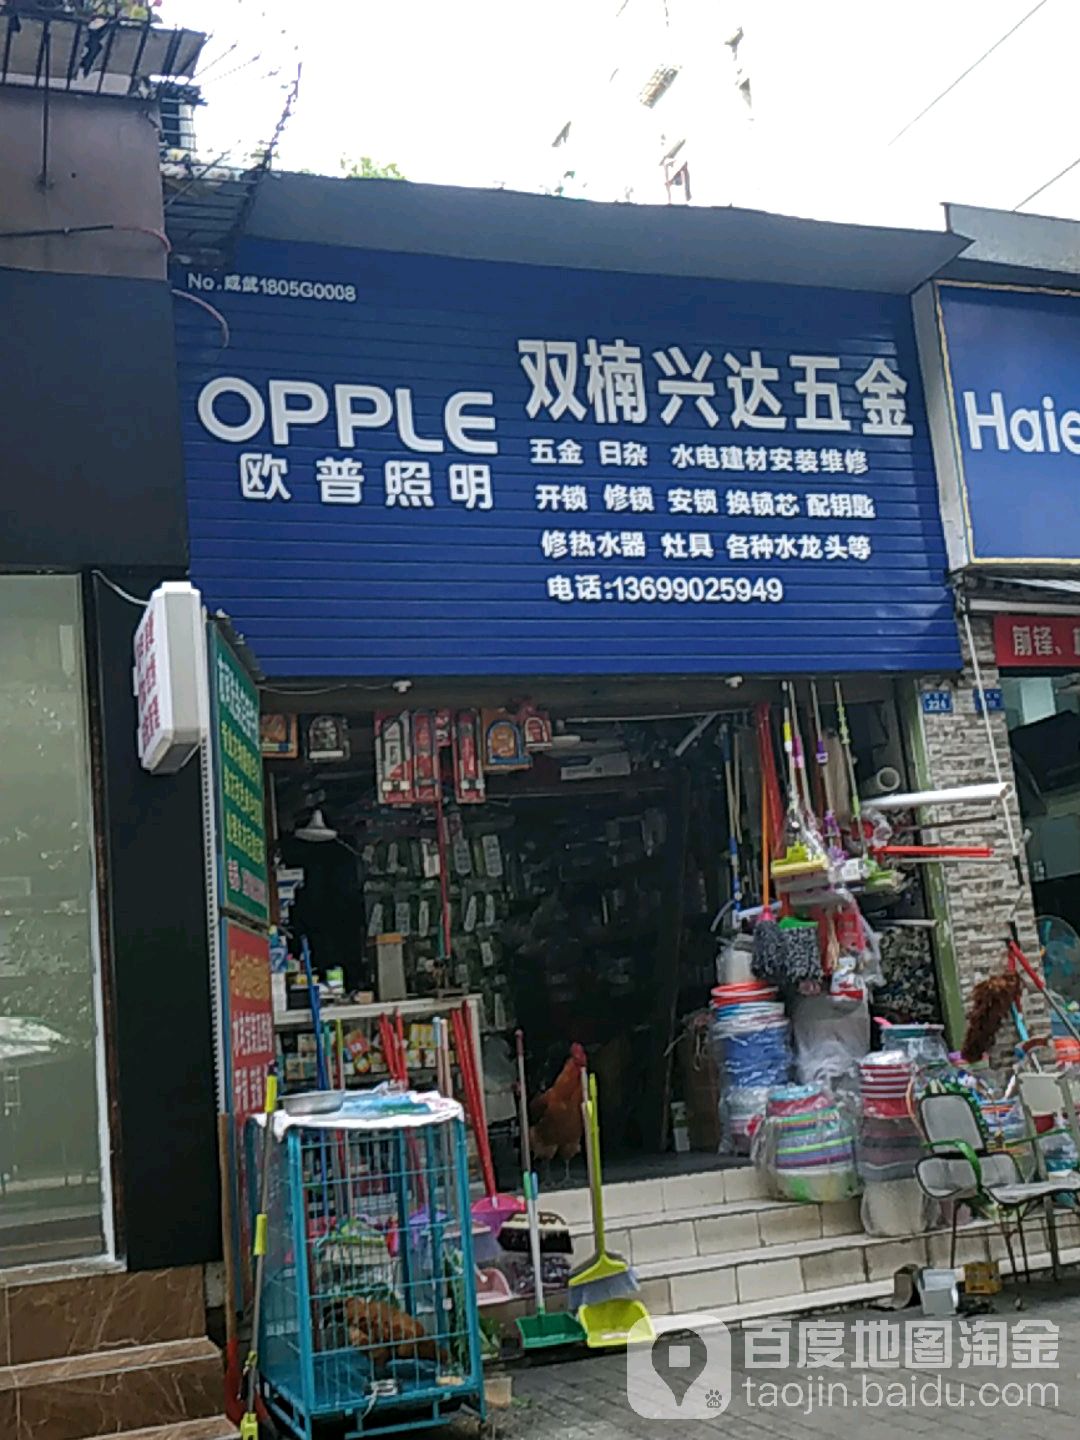 No.成武1805G0008
OPPLE
欧普照明
双楠兴达五金
五金 日杂 水电建材安装维修
开锁 修锁 安锁 换锁芯 配钥匙
修热水器 灶具 各种水龙头等
电话:13699025949
Haie
前锋、
224
百度地图淘金
taojin.baidu.com